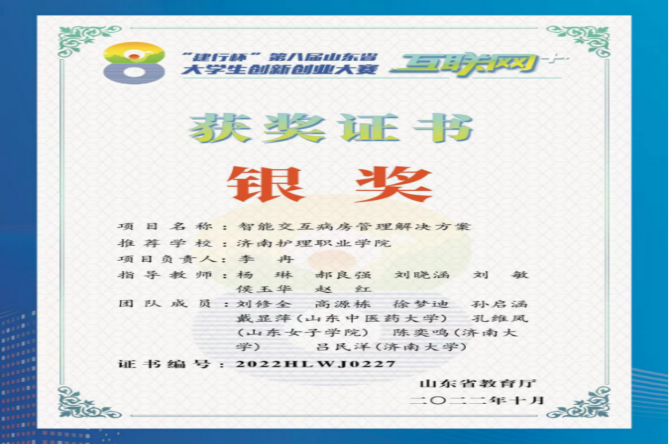 "建行杯"第八届山东省
大学生创新创业大赛 互联网+
获奖证书
银奖
项目名称：智能交互病房管理解决方案
推荐学校：济南护理职业学院
项目负责人：李 冉
指导教师：杨 琳 郝良强 刘晓涵 刘 敏
侯玉华 赵 红
团队成员：刘修全 高源栋 徐梦迪 孙启涵
戴显萍(山东中医药大学) 孔维凤
(山东女子学院) 陈奕鸣(济南大
学) 吕民洋(济南大学)
证书编号：2022HLWJ0227
山东省教育厅
二〇二二年十月